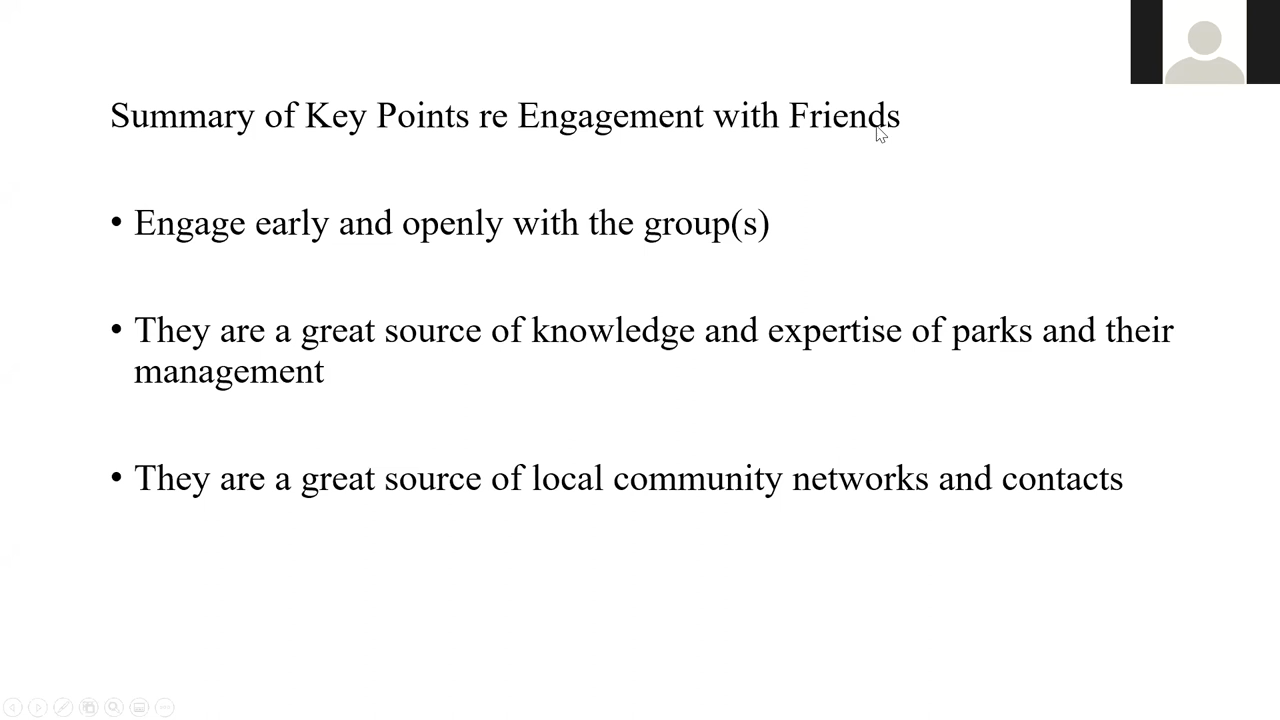 Summary of Key Points re Engagement with Friends
• Engage early and openly with the group(s)
• They are a great source of knowledge and expertise of parks and their
management
• They are a great source of local community networks and contacts